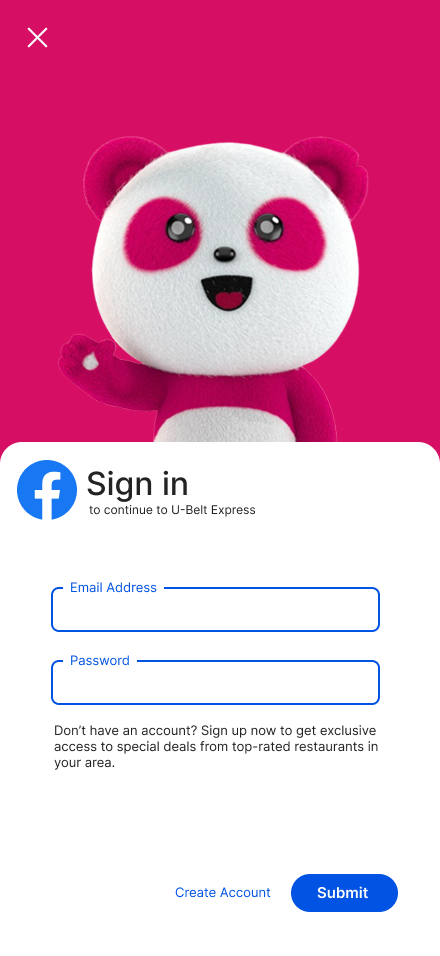 Sign in
to continue to U-Belt Express
Email Address
Password
Don’t have an account? Sign up now to get exclusive
access to special deals from top-rated restaurants in
your area.
Create Account
Submit